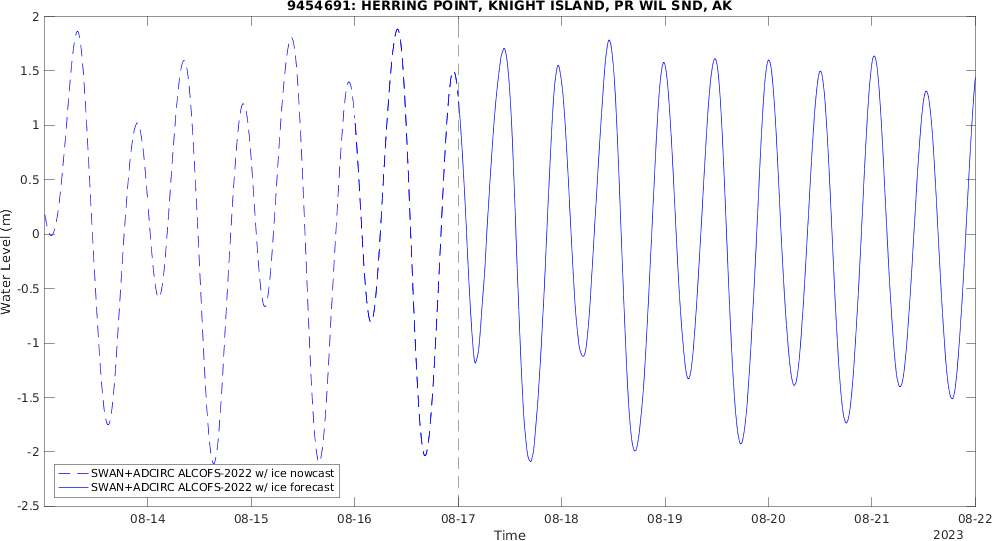 9454691: HERRING POINT, KNIGHT ISLAND, PR WIL SND, AK
2
1.5
1
0.5
0
-0.5
-1
-1.5
-2
-2.5
Water Level (m)
SWAN+ADCIRC ALCOFS-2022 w/ ice nowcast
SWAN+ADCIRC ALCOFS-2022 w/ ice forecast
08-14 08-15 08-16 08-17 08-18 08-19 08-20 08-21 08-22
Time
2023